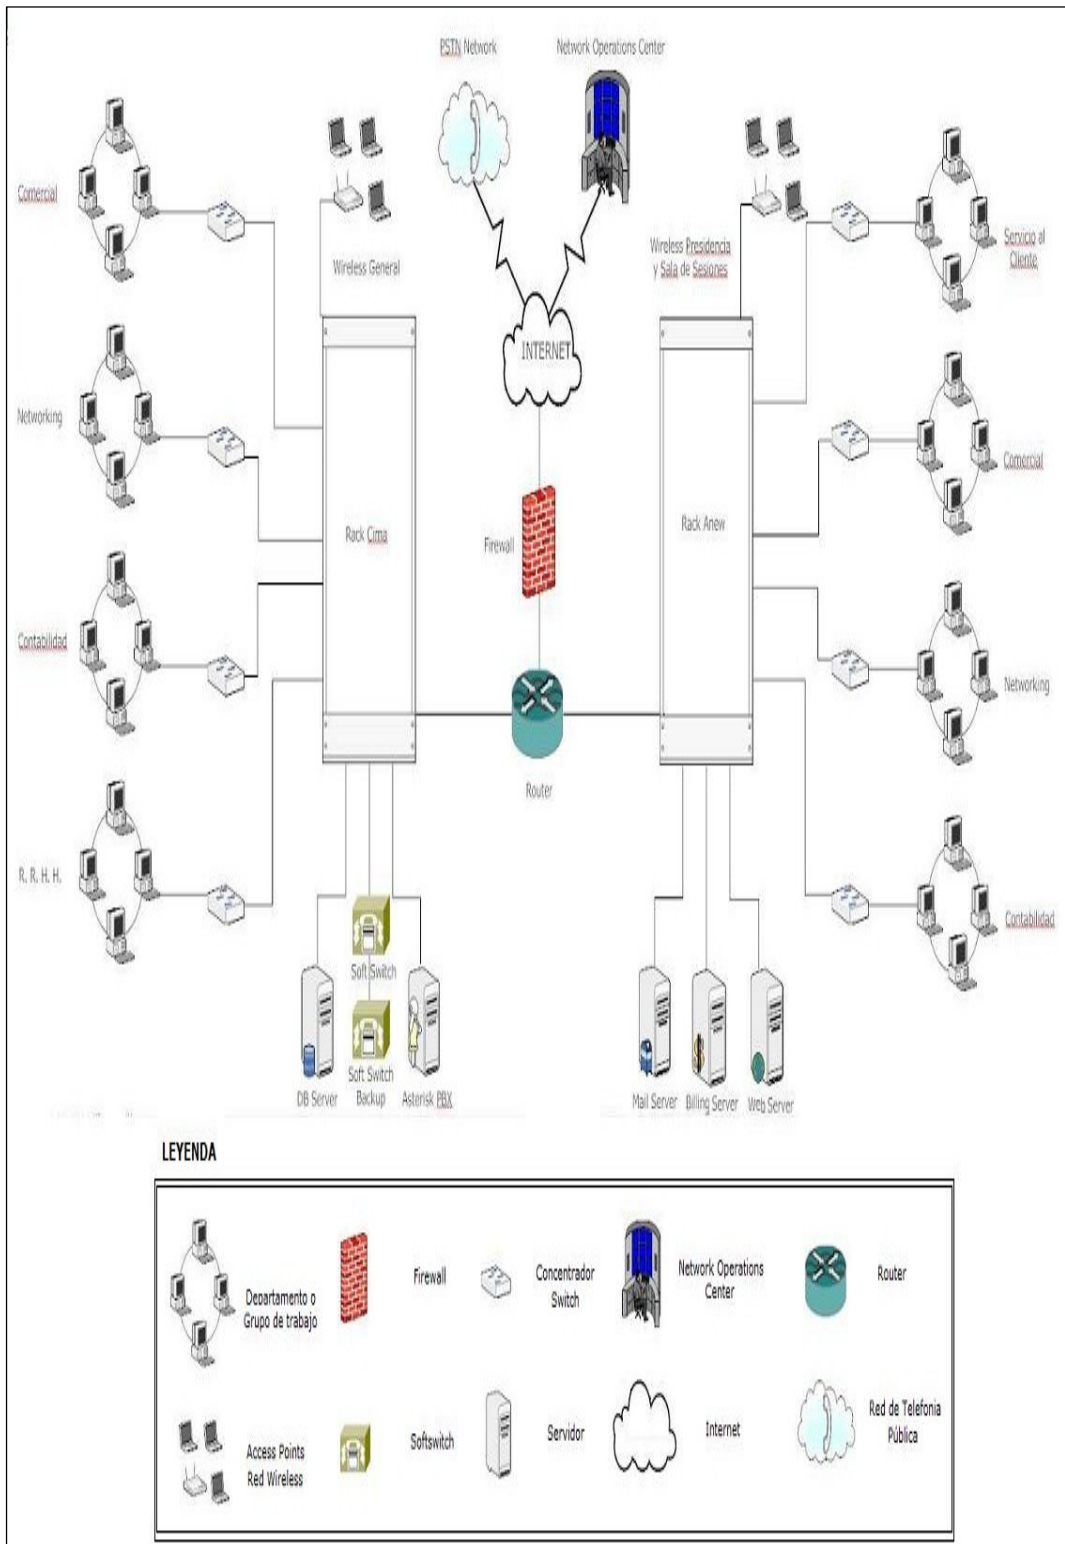 PSTN Network
Network Operations Center
Comercial
Wireless General
Wireless Presidencia
y Sala de Sesiones
Servicio al
Cliente
INTERNET
Networking
Comercial
Rack Cima
Firewall
Rack Anew
Contabilidad
Networking
Router
R. R. H. H.
Contabilidad
Soft Switch
Soft Switch
Backup
DB Server
Asterisk PBX
Mail Server
Billing Server
Web Server
LEYENDA
Departamento o
Grupo de trabajo
Firewall
Concentrador
Switch
Network Operations
Center
Router
Access Points
Red Wireless
Softswitch
Servidor
Internet
Red de Telefonia
Pública